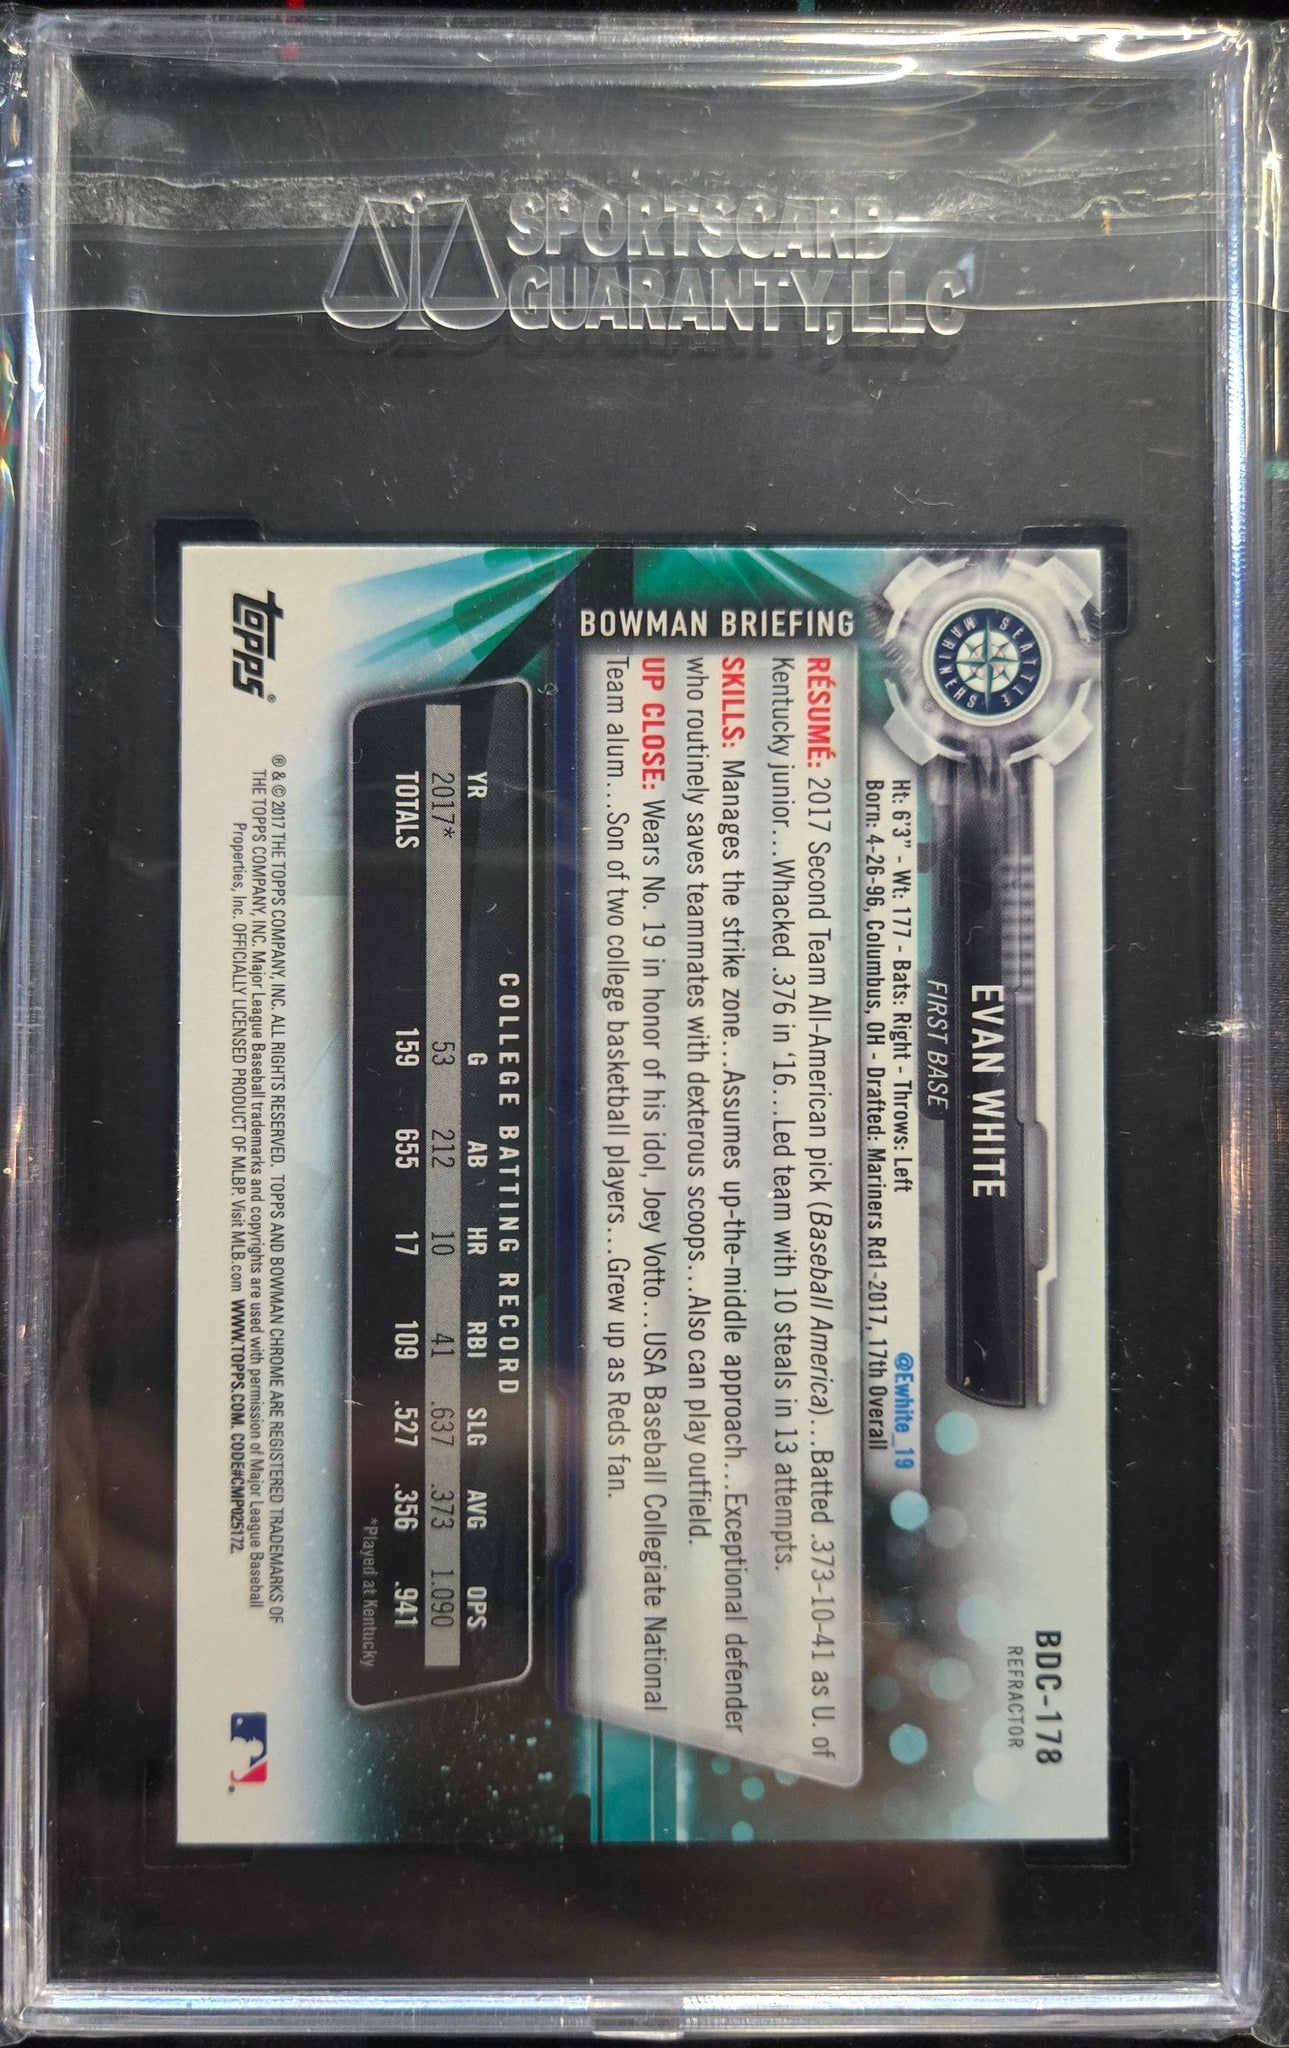 SPORTSCARD
GUARANTY, LLC
BDC-178
REFRACTOR
EVAN WHITE
FIRST BASE
SEATTLE
MARINERS
®
@Ewhite_19
Ht: 6'3" - Wt: 177 - Bats: Right - Throws: Left
Born: 4-26-96, Columbus, OH - Drafted: Mariners Rd1-2017, 17th Overall
BOWMAN BRIEFING
RÉSUMÉ: 2017 Second Team All-American pick (Baseball America)...Batted .373-10-41 as U. of
Kentucky junior...Whacked .376 in '16...Led team with 10 steals in 13 attempts.
SKILLS: Manages the strike zone...Assumes up-the-middle approach...Exceptional defender
who routinely saves teammates with dexterous scoops...Also can play outfield.
UP CLOSE: Wears No. 19 in honor of his idol, Joey Votto...USA Baseball Collegiate National
Team alum...Son of two college basketball players...Grew up as Reds fan.
COLLEGE BATTING RECORD
YR G AB HR RBI SLG AVG OPS
2017* 53 212 10 41 .637 .373 1.090
TOTALS 159 655 17 109 .527 .356 .941
*Played at Kentucky
topps®
® & © 2017 THE TOPPS COMPANY, INC. ALL RIGHTS RESERVED. TOPPS AND BOWMAN CHROME ARE REGISTERED TRADEMARKS OF
THE TOPPS COMPANY, INC. Major League Baseball trademarks and copyrights are used with permission of Major League Baseball
Properties, Inc. OFFICIALLY LICENSED PRODUCT OF MLBP. Visit MLB.com WWW.TOPPS.COM. CODE#CMP025172.